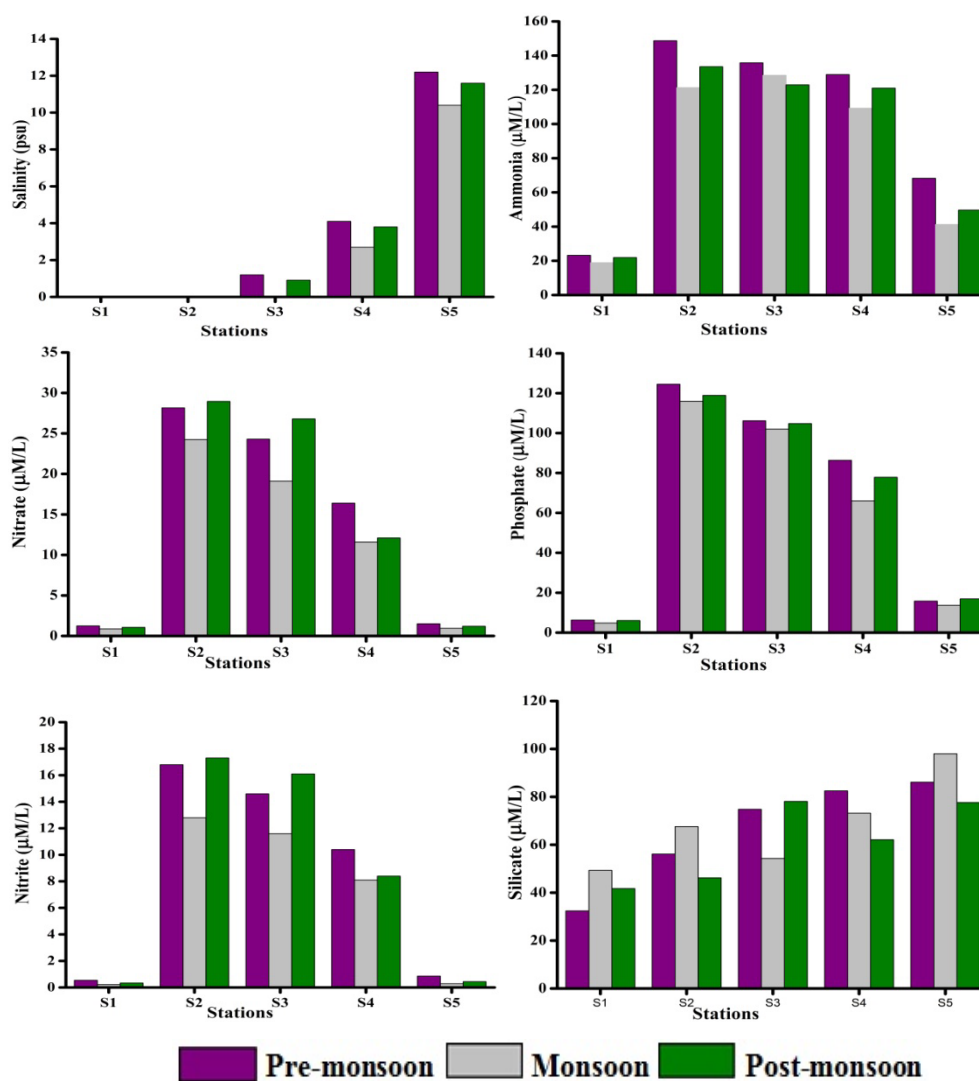 14
12
10
8
6
4
2
0
Salinity (psu)
S1 S2 S3 S4 S5
Stations
160
140
120
100
80
60
40
20
0
Ammonia (µM/L)
S1 S2 S3 S4 S5
Stations
35
30
25
20
15
10
5
0
Nitrate (µM/L)
S1 S2 S3 S4 S5
Stations
140
120
100
80
60
40
20
0
Phosphate (µM/L)
S1 S2 S3 S4 S5
Stations
20
18
16
14
12
10
8
6
4
2
0
Nitrite (µM/L)
S1 S2 S3 S4 S5
Stations
120
100
80
60
40
20
0
Silicate (µM/L)
S1 S2 S3 S4 S5
Stations
Pre-monsoon Monsoon Post-monsoon